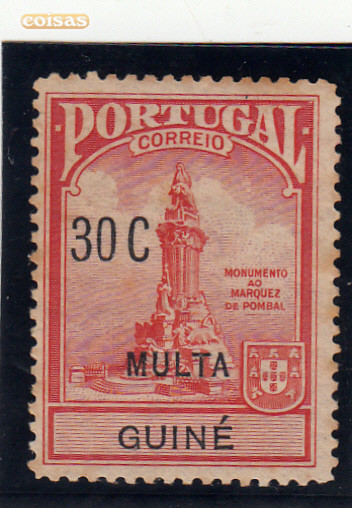 coisas
PORTUGAL
CORREIO
30 C
MONUMENTO
AO
MARQUEZ
DE POMBAL
MULTA
GUINÉ